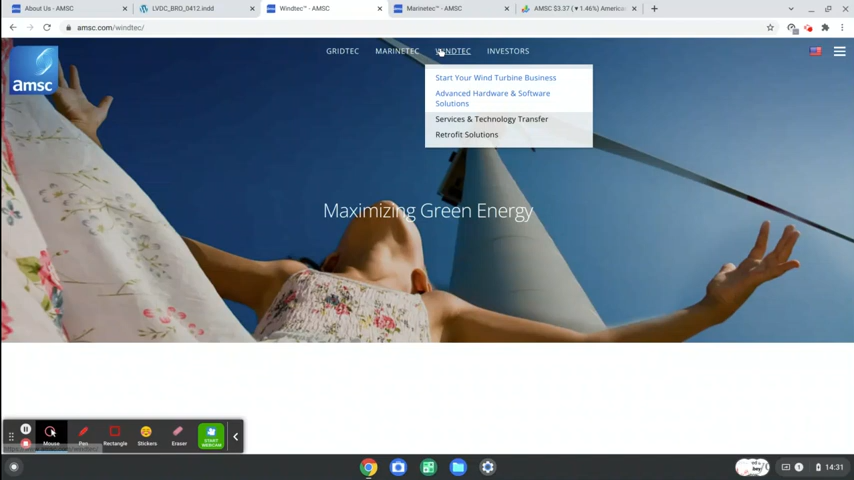 About Us - AMSC
LVDC_BRO_0412.indd
Windtec™ - AMSC
Marinetec™ - AMSC
AMSC $3.37 (▼1.46%) America
amsc.com/windtec/
GRIDTEC
MARINETEC
WINDTEC
INVESTORS
amsc
Start Your Wind Turbine Business
Advanced Hardware & Software
Solutions
Services & Technology Transfer
Retrofit Solutions
Maximizing Green Energy
Mouse
Pen
Rectangle
Stickers
Eraser
START
WEBCAM
14:31